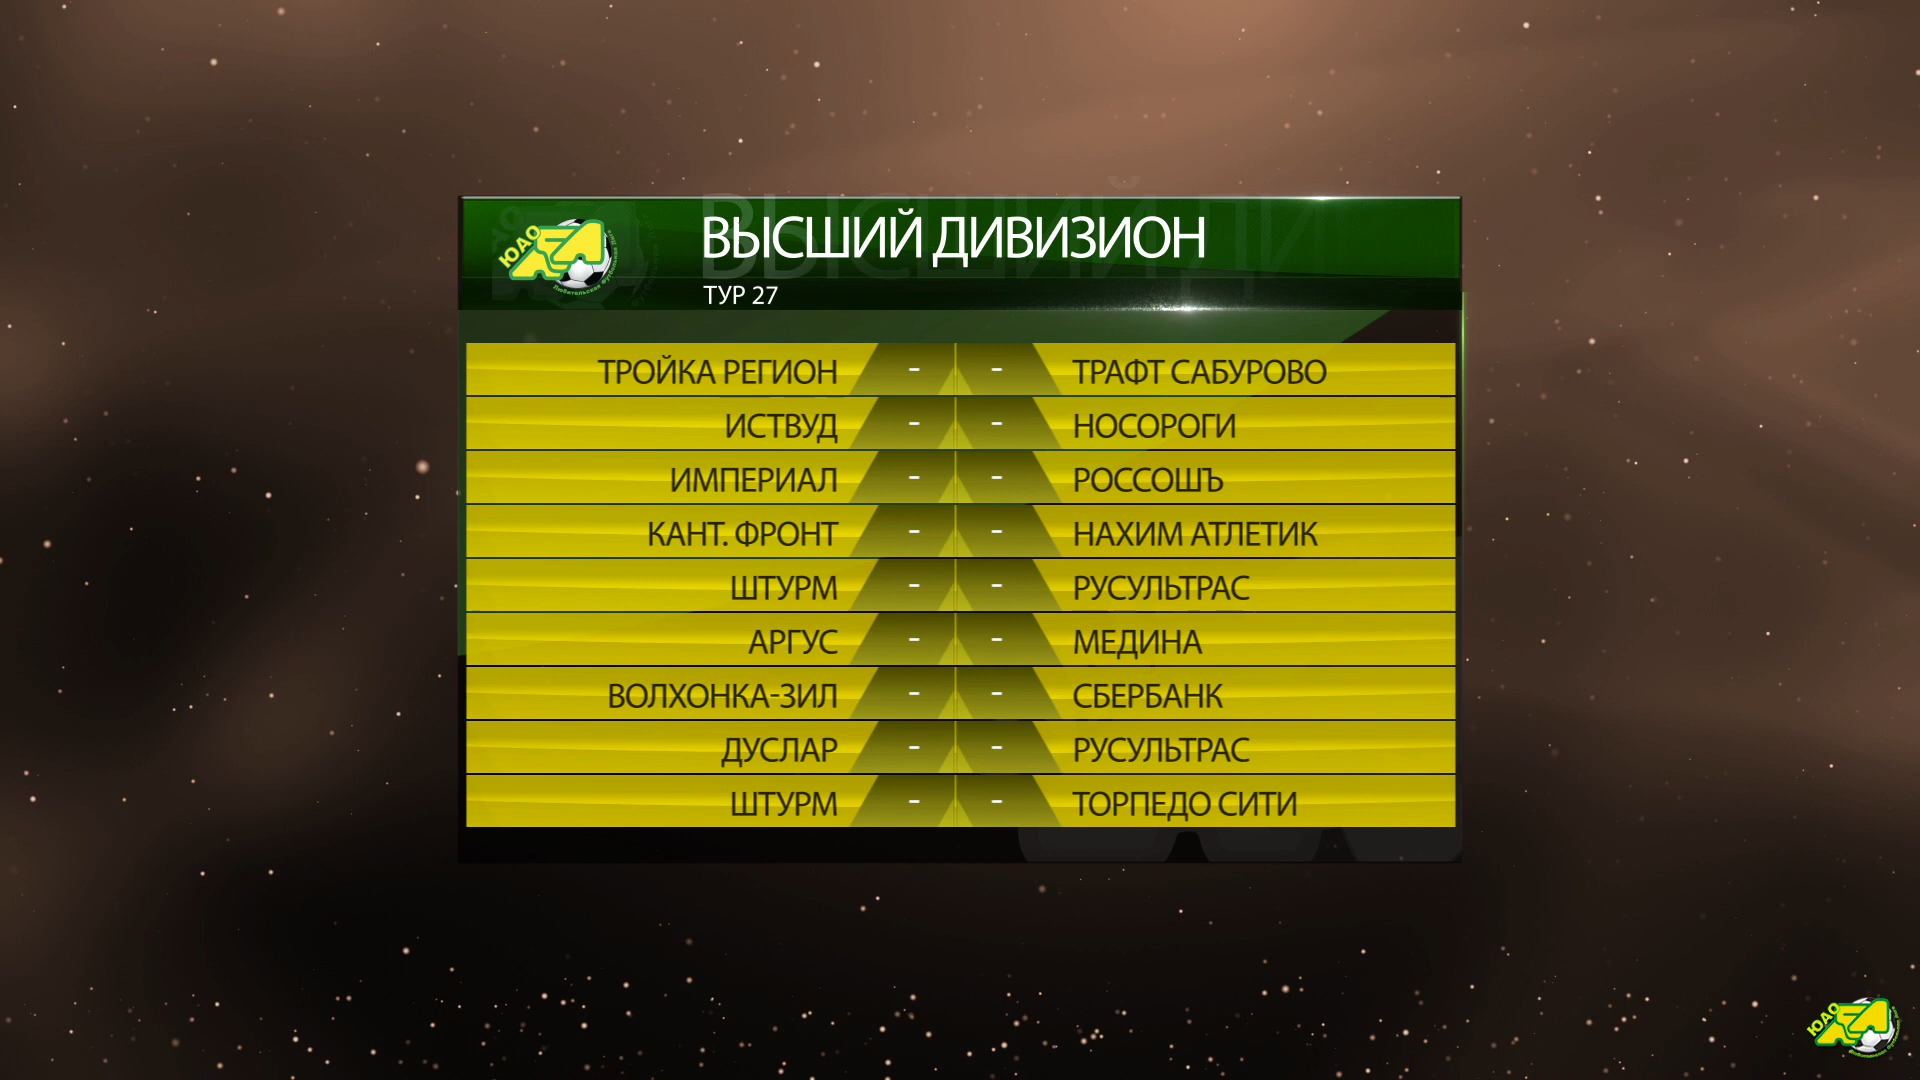 ВЫСШИЙ ДИВИЗИОН
ТУР 27
ТРОЙКА РЕГИОН - - ТРАФТ САБУРОВО
ИСТВУД - - НОСОРОГИ
ИМПЕРИАЛ - - РОССОШЪ
КАНТ. ФРОНТ - - НАХИМ АТЛЕТИК
ШТУРМ - - РУСУЛЬТРАС
АРГУС - - МЕДИНА
ВОЛХОНКА-ЗИЛ - - СБЕРБАНК
ДУСЛАР - - РУСУЛЬТРАС
ШТУРМ - - ТОРПЕДО СИТИ
ЮАО
ЮАО